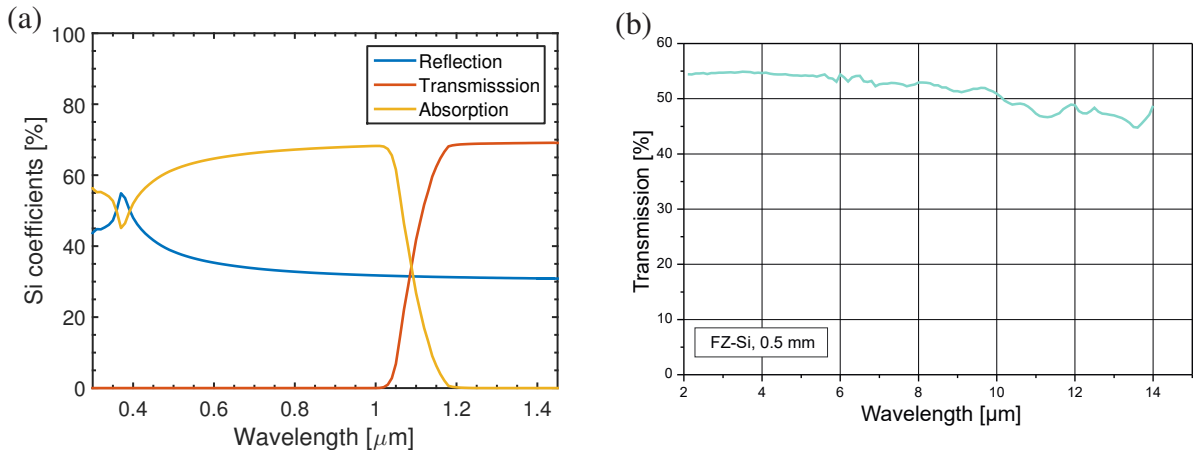 (a)
Si coefficients [%]
100
80
60
40
20
0
0.4 0.6 0.8 1 1.2 1.4
Wavelength [μm]
Reflection
Transmisssion
Absorption
(b)
Transmission [%]
60
50
40
30
20
10
0
2 4 6 8 10 12 14
Wavelength [µm]
FZ-Si, 0.5 mm